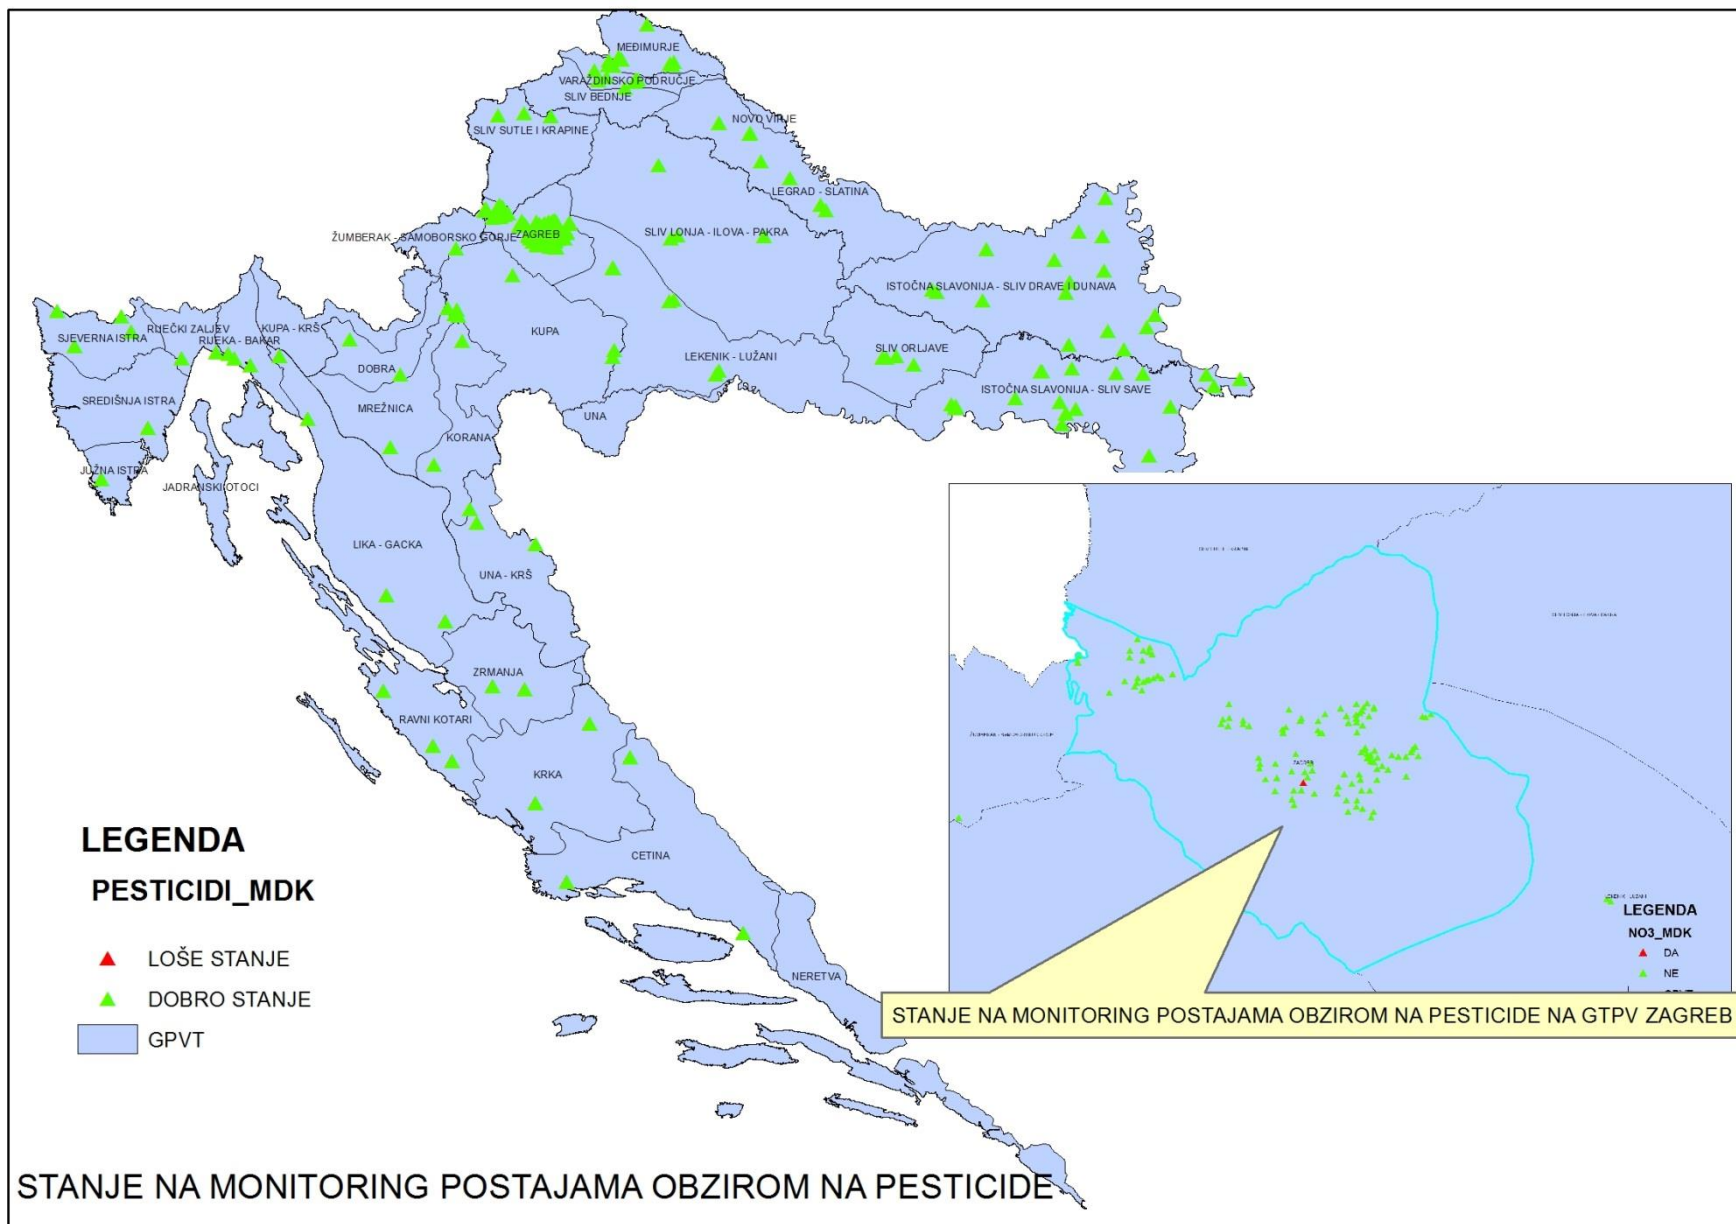 MEĐIMURJE
VARAŽDINSKO PODRUČJE
SLIV BEDNJE
NOVO VIRJE
SLIV SUTLE I KRAPINE
LEGRAD - SLATINA
ŽUMBERAK - SAMOBORSKO GORJE
ZAGREB
SLIV LONJA - ILOVA - PAKRA
ISTOČNA SLAVONIJA - SLIV DRAVE I DUNAVA
SJEVERNA ISTRA
RIJEČKI ZALJEV
RIJEKA - BAKAR
KUPA - KRŠ
KUPA
DOBRA
LEKENIK - LUŽANI
SLIV ORLJAVE
SREDIŠNJA ISTRA
MREŽNICA
ISTOČNA SLAVONIJA - SLIV SAVE
UNA
KORANA
JUŽNA ISTRA
JADRANSKI OTOCI
LIKA - GACKA
UNA - KRŠ
ZRMANJA
RAVNI KOTARI
KRKA
CETINA
NERETVA
LEGENDA
PESTICIDI_MDK
LOŠE STANJE
DOBRO STANJE
GPVT
ZAGREB
LEKENIK - LUŽANI
LEGENDA
NO3_MDK
DA
NE
STANJE NA MONITORING POSTAJAMA OBZIROM NA PESTICIDE NA GTPV ZAGREB
STANJE NA MONITORING POSTAJAMA OBZIROM NA PESTICIDE